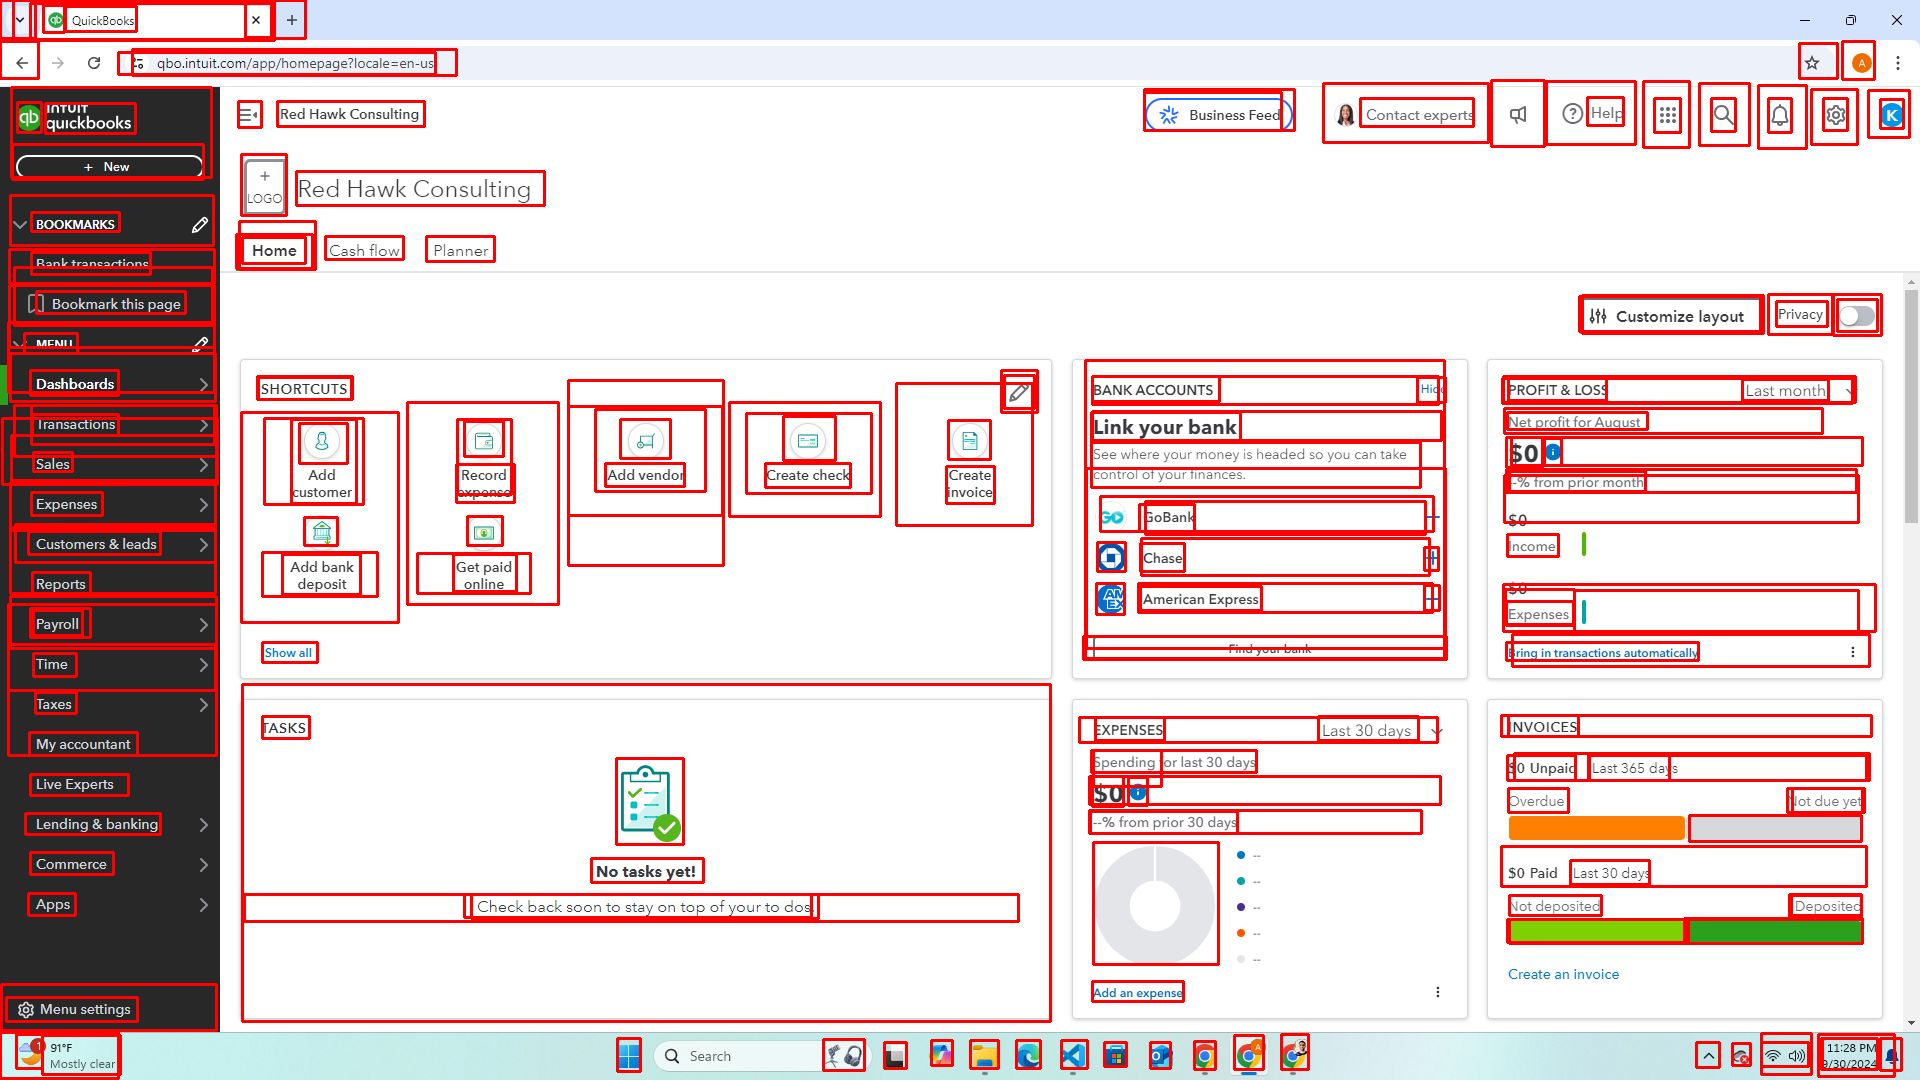 QuickBooks
qbo.intuit.com/app/homepage?locale=en-us
A
INTUIT
quickbooks
qb
Red Hawk Consulting
Business Feed
Contact experts
Help
K
+ New
+
LOGO
Red Hawk Consulting
BOOKMARKS
Bank transactions
Bookmark this page
MENU
Dashboards
Transactions
Sales
Expenses
Customers & leads
Reports
Payroll
Time
Taxes
My accountant
Live Experts
Lending & banking
Commerce
Apps
Menu settings
Home
Cash flow
Planner
Customize layout
Privacy
SHORTCUTS
Add
customer
Record
expense
Add vendor
Create check
Create
invoice
Add bank
deposit
Get paid
online
Show all
BANK ACCOUNTS
Hide
Link your bank
See where your money is headed so you can take
control of your finances.
GO
GoBank
Chase
AM
EX
American Express
Find your bank
PROFIT & LOSS
Last month
Net profit for August
$0
--% from prior month
$0
Income
$0
Expenses
Bring in transactions automatically
TASKS
No tasks yet!
Check back soon to stay on top of your to dos.
EXPENSES
Last 30 days
Spending for last 30 days
$0
--% from prior 30 days
--
--
--
--
--
Add an expense
INVOICES
$0 Unpaid
Last 365 days
Overdue
Not due yet
$0 Paid
Last 30 days
Not deposited
Deposited
Create an invoice
1
91°F
Mostly clear
Search
11:28 PM
9/30/2024